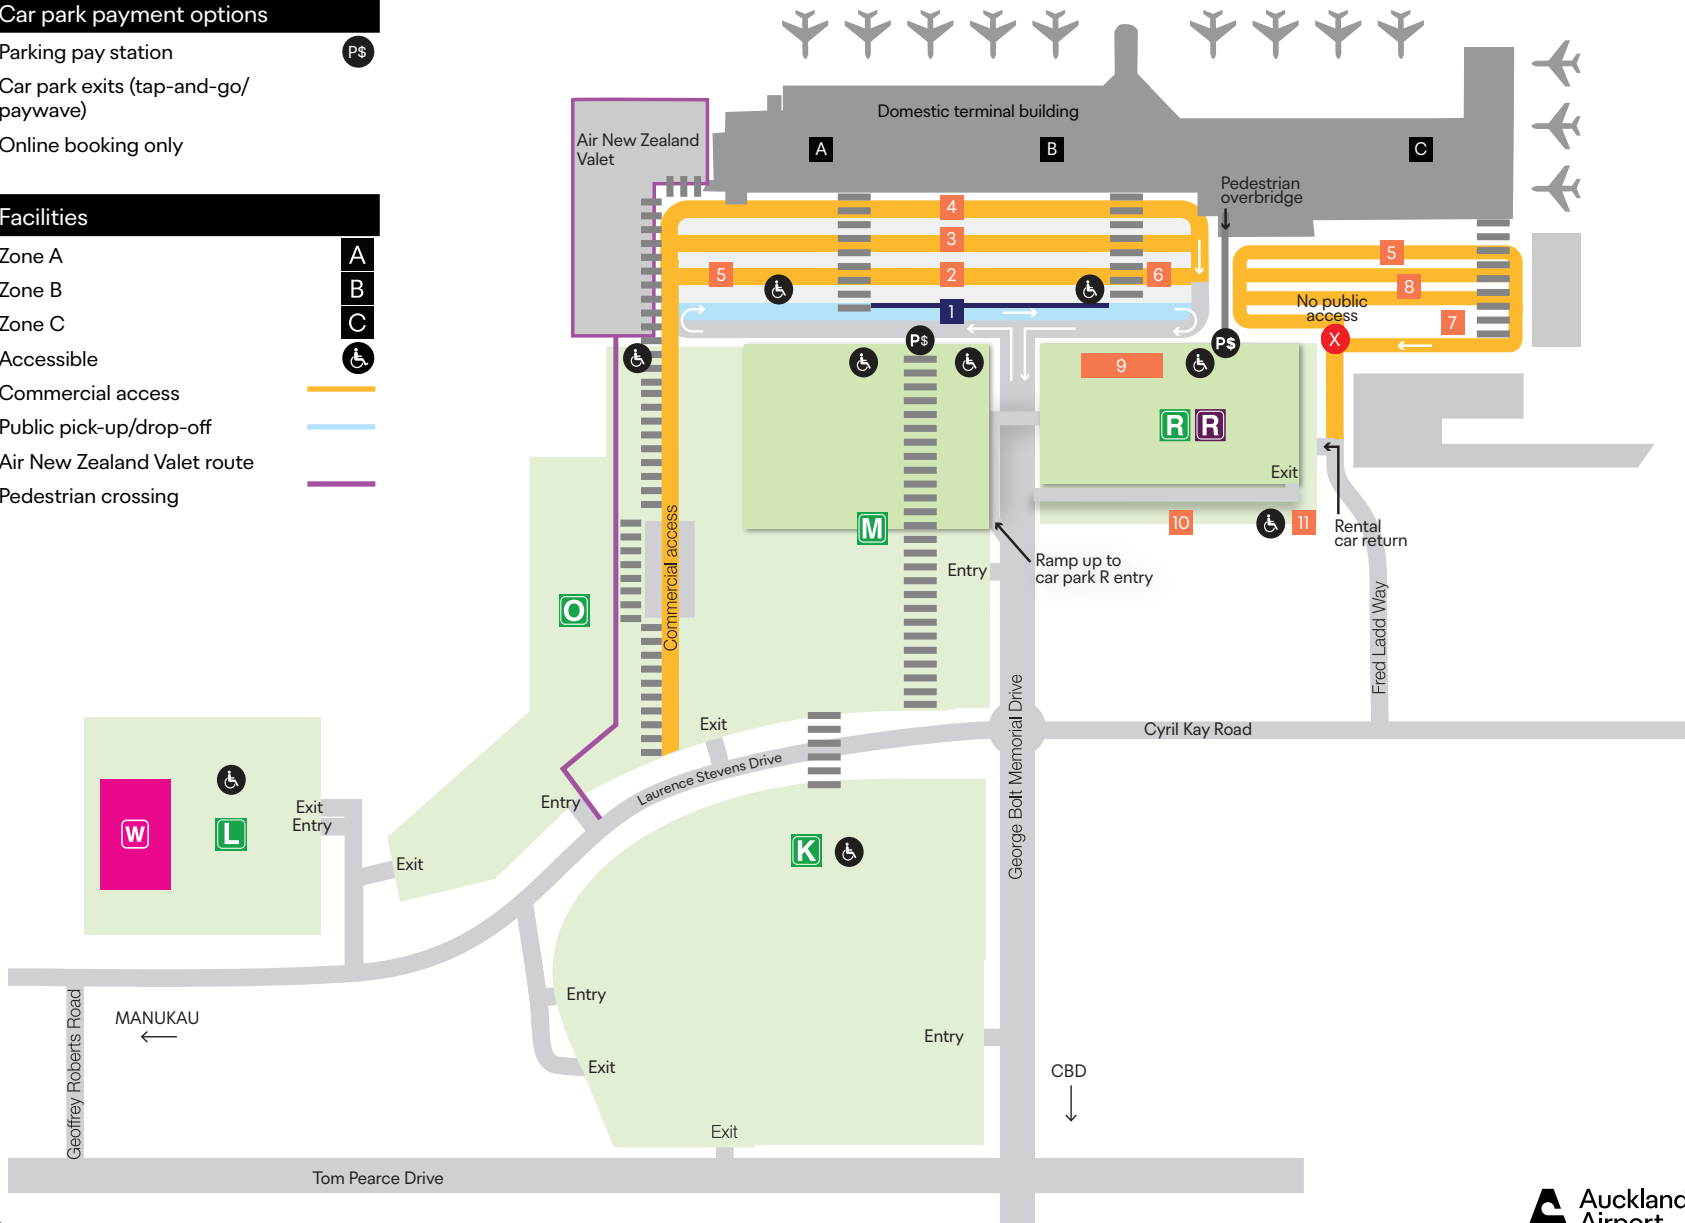 Car park payment options
Parking pay station
P$
Car park exits (tap-and-go/
paywave)
Online booking only
Facilities
Zone A
A
Zone B
B
Zone C
C
Accessible
Commercial access
Public pick-up/drop-off
Air New Zealand Valet route
Pedestrian crossing
Domestic terminal building
A
B
C
Air New Zealand
Valet
Pedestrian
overbridge
4
3
5
2
6
1
5
8
No public
access
7
X
P$
P$
9
R
R
Exit
10
11
Rental
car return
M
Ramp up to
car park R entry
Entry
Commercial access
O
Fred Ladd Way
George Bolt Memorial Drive
Exit
Cyril Kay Road
Laurence Stevens Drive
Entry
Exit
Entry
W
L
Exit
K
Entry
Exit
Entry
MANUKAU
Geoffrey Roberts Road
CBD
Exit
Tom Pearce Drive
Auckland
Airport